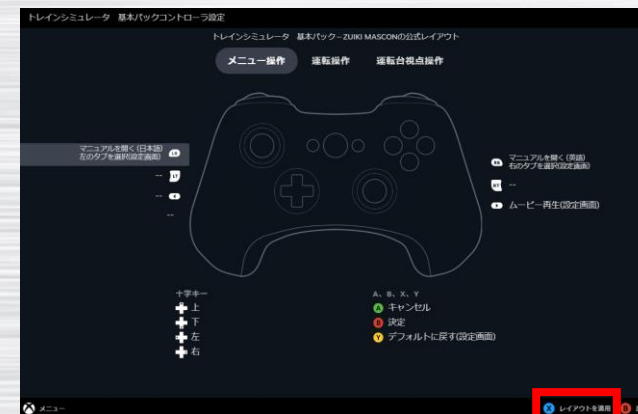 トレインシミュレータ 基本パックコントローラ設定
トレインシミュレータ 基本パック – ZUIKI MASCONの公式レイアウト
メニュー操作 運転操作 運転台視点操作
マニュアルを開く (日本語)
左のタブを選択(設定画面)
LB
LT
--
--
--
マニュアルを開く (英語)
右のタブを選択(設定画面)
RB
RT
--
ムービー再生(設定画面)
十字キー
上
下
左
右
A、B、X、Y
A キャンセル
B 決定
Y デフォルトに戻す(設定画面)
メニュー
X レイアウトを適用
B